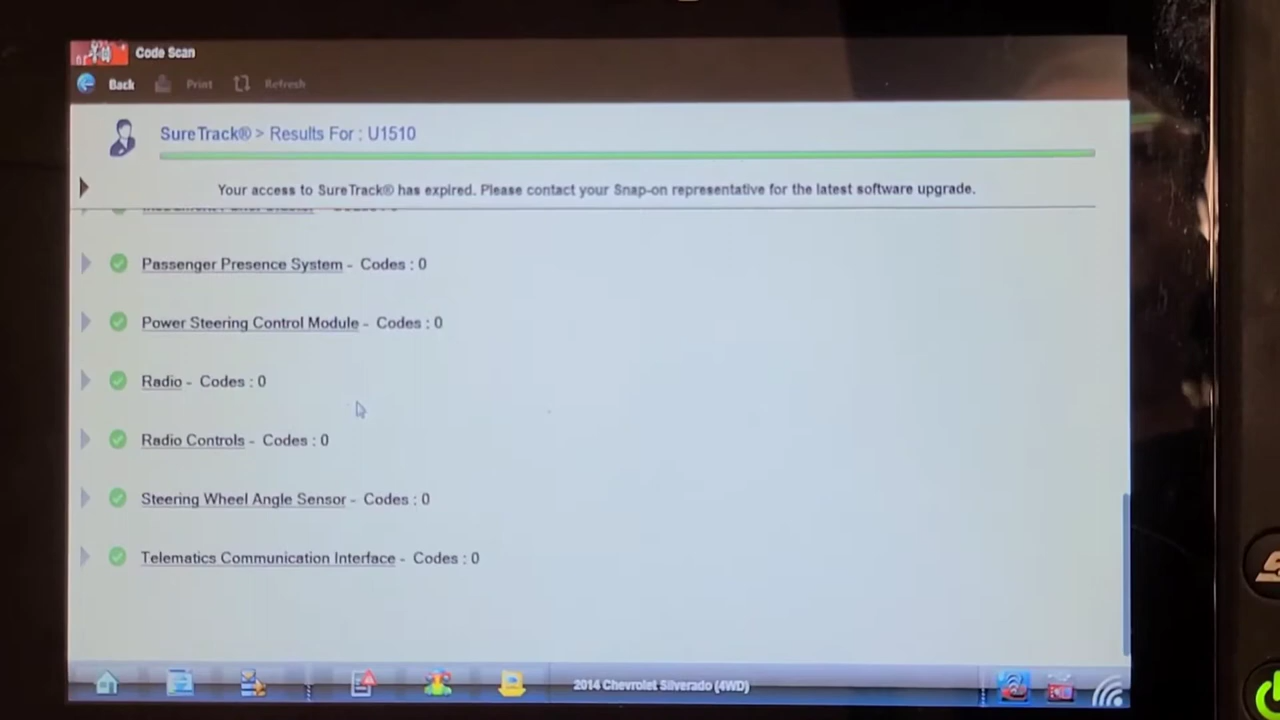 Code Scan
Back Print Refresh
SureTrack® > Results For : U1510
Your access to SureTrack® has expired. Please contact your Snap-on representative for the latest software upgrade.
Passenger Presence System - Codes : 0
Power Steering Control Module - Codes : 0
Radio - Codes : 0
Radio Controls - Codes : 0
Steering Wheel Angle Sensor - Codes : 0
Telematics Communication Interface - Codes : 0
2014 Chevrolet Silverado (4WD)